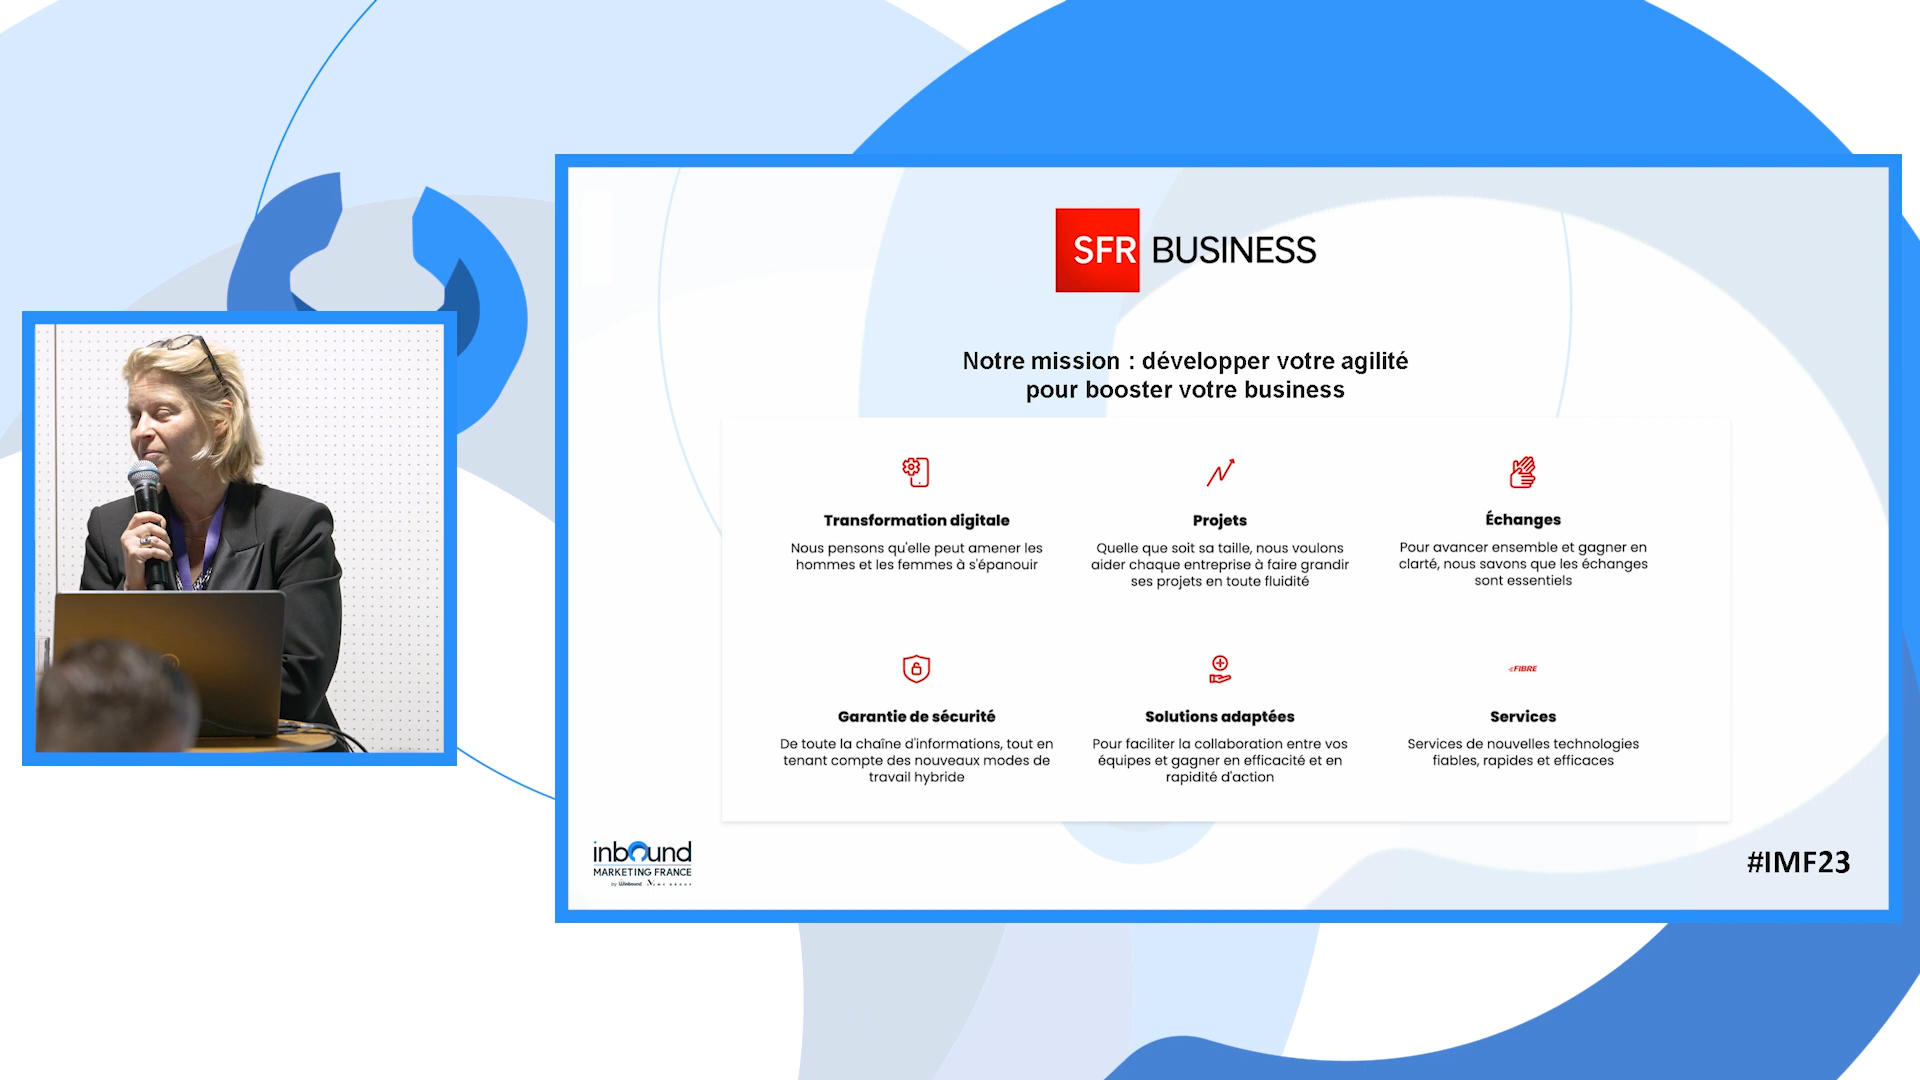 SFR BUSINESS
Notre mission : développer votre agilité
pour booster votre business
Transformation digitale
Nous pensons qu'elle peut amener les
hommes et les femmes à s'épanouir
Projets
Quelle que soit sa taille, nous voulons
aider chaque entreprise à faire grandir
ses projets en toute fluidité
Échanges
Pour avancer ensemble et gagner en
clarté, nous savons que les échanges
sont essentiels
Garantie de sécurité
De toute la chaîne d'informations, tout en
tenant compte des nouveaux modes de
travail hybride
Solutions adaptées
Pour faciliter la collaboration entre vos
équipes et gagner en efficacité et en
rapidité d'action
FIBRE
Services
Services de nouvelles technologies
fiables, rapides et efficaces
inbound
MARKETING FRANCE
by Winbound
#IMF23